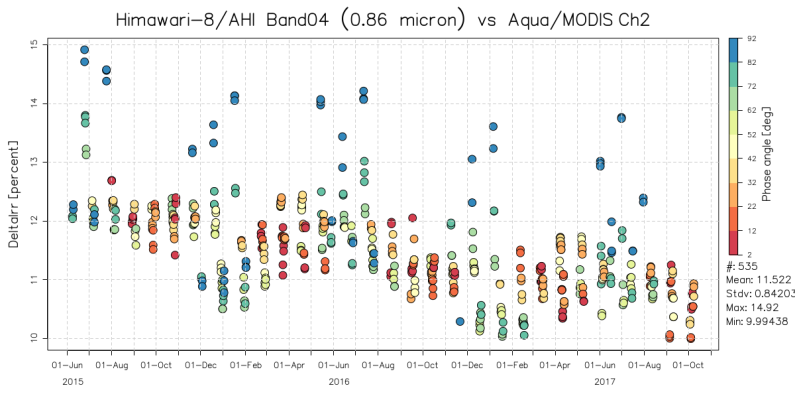 Himawari-8/AHI Band04 (0.86 micron) vs Aqua/MODIS Ch2
DeltaIrr [percent]
15
14
13
12
11
10
01-Jun 01-Aug 01-Oct 01-Dec 01-Feb 01-Apr 01-Jun 01-Aug 01-Oct 01-Dec 01-Feb 01-Apr 01-Jun 01-Aug 01-Oct
2015 2016 2017
92
82
72
62
52
42
32
22
12
2
Phase angle [deg]
#: 535
Mean: 11.522
Stdv: 0.84203
Max: 14.92
Min: 9.99438